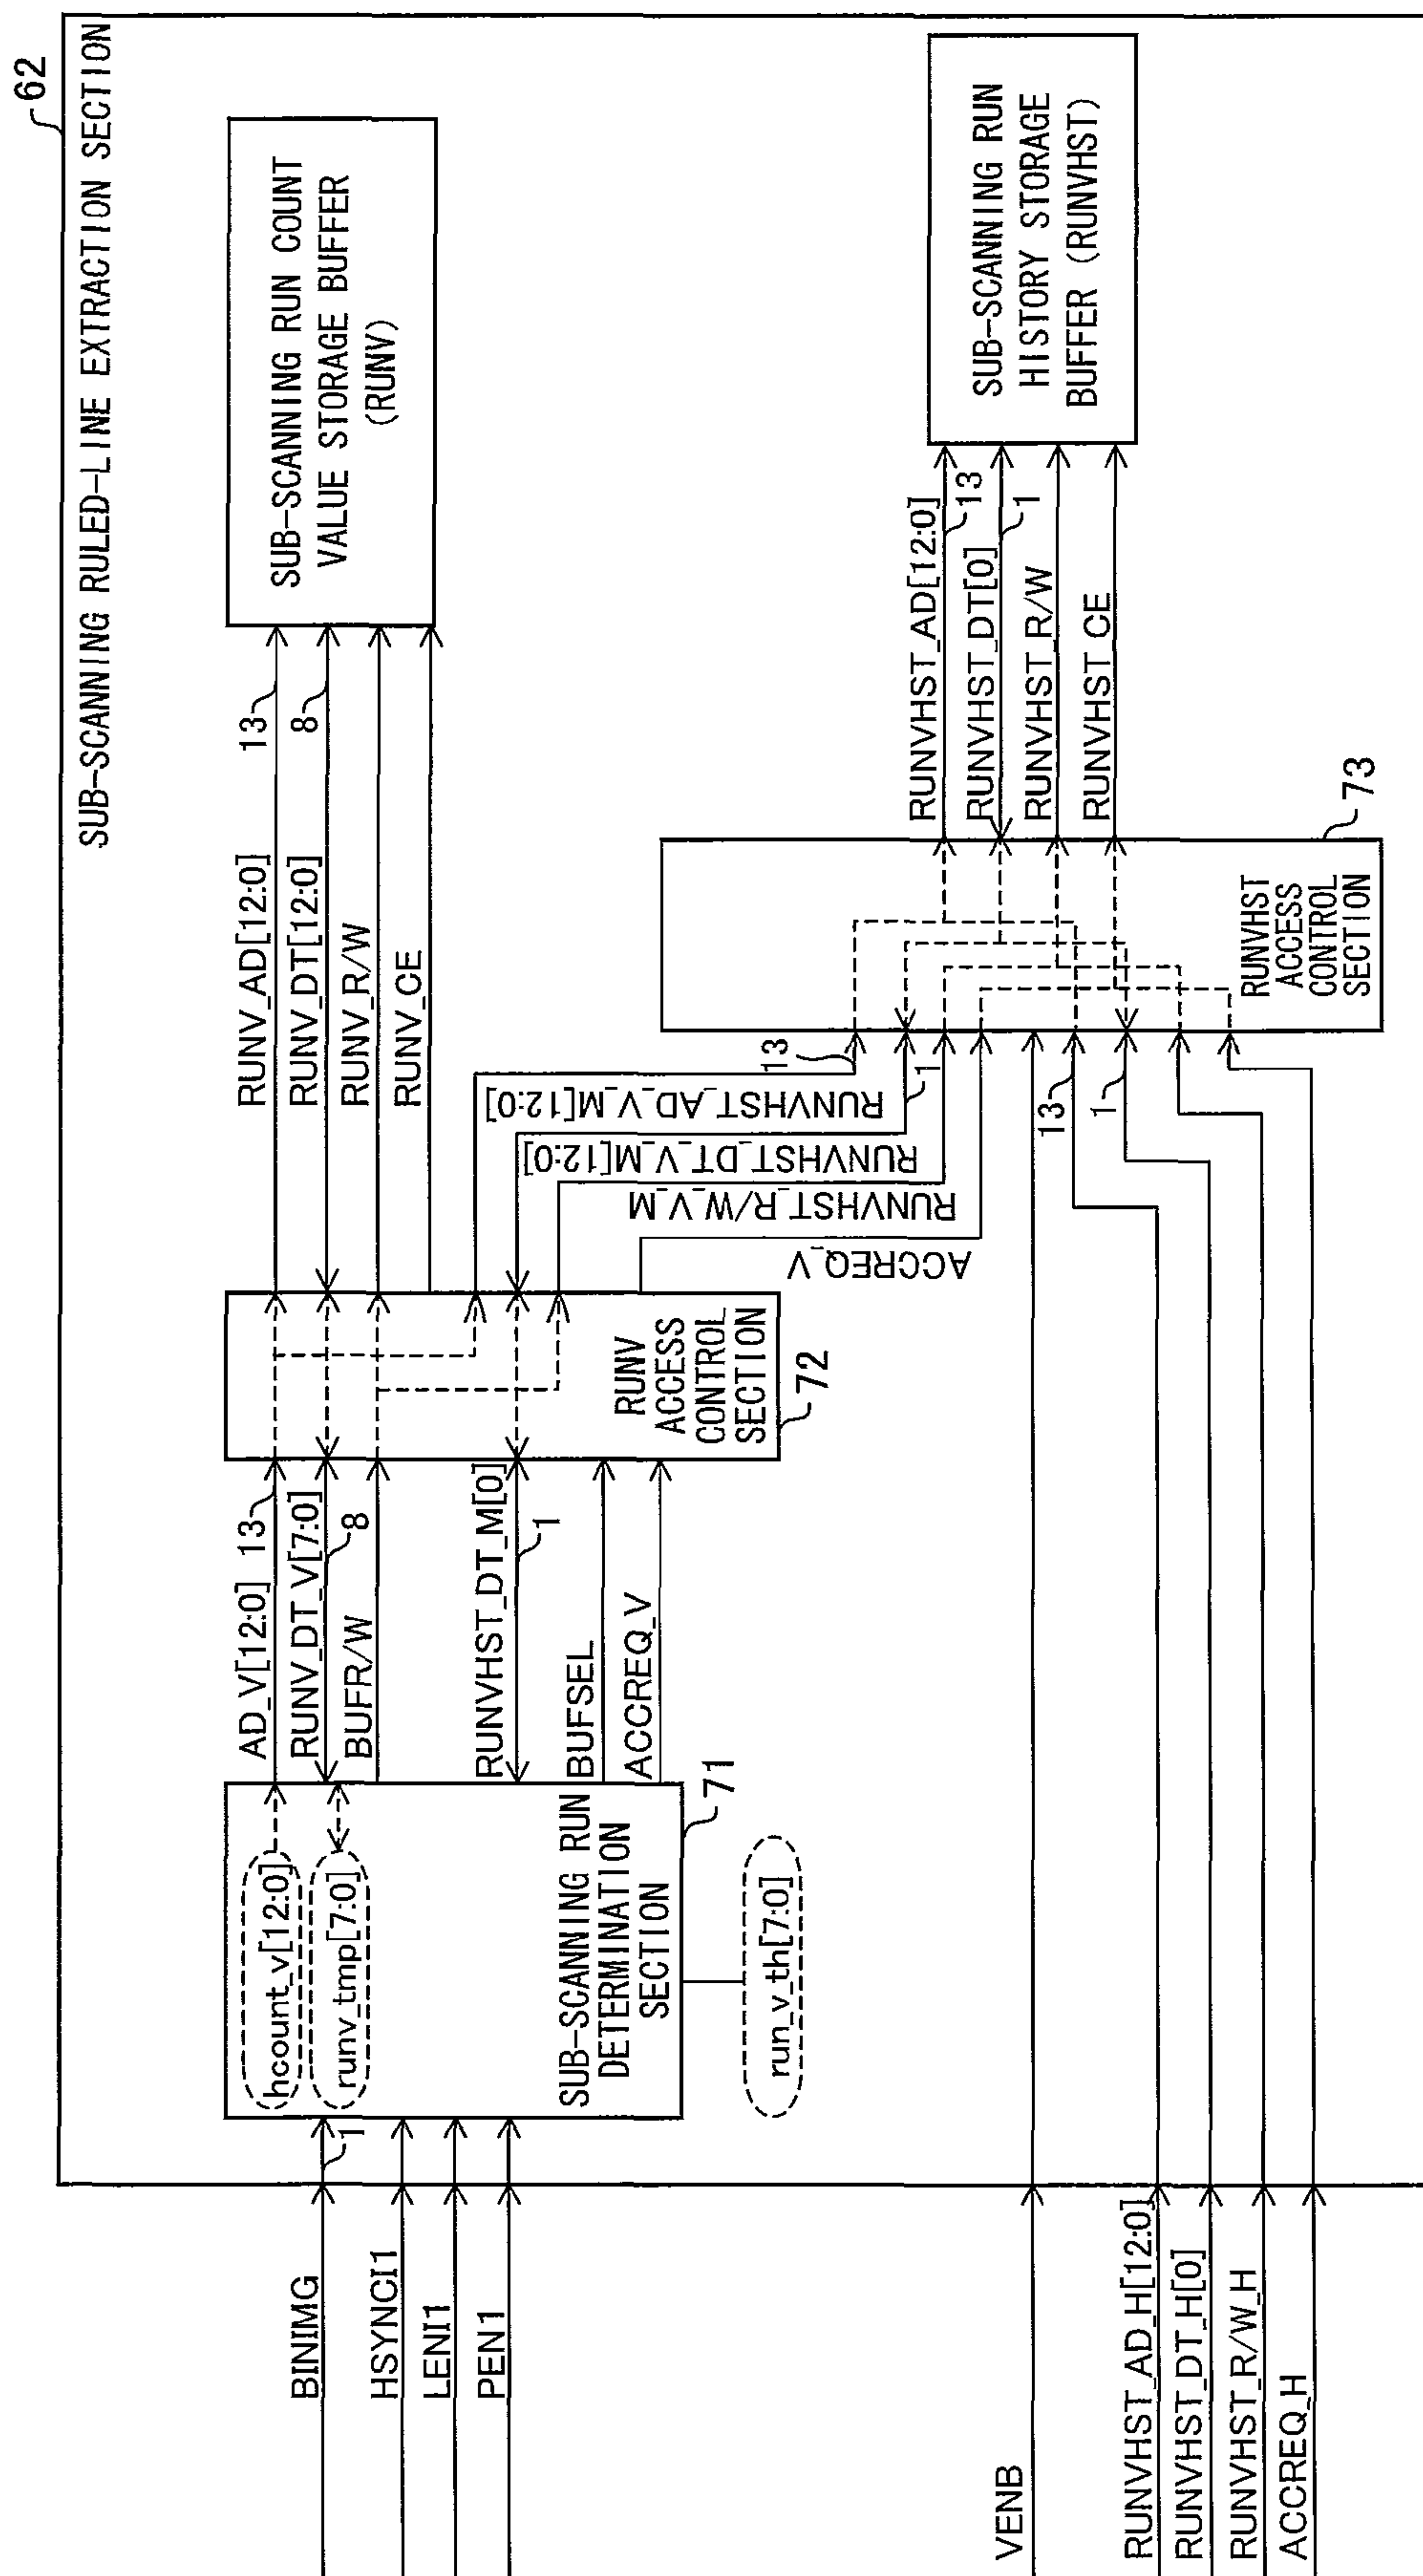 62
SUB-SCANNING RULED-LINE EXTRACTION SECTION
BINIMG
HSYNCI1
LENI1
PEN1
1
hcount_v[12:0]
runv_tmp[7:0]
SUB-SCANNING RUN
DETERMINATION
SECTION
71
run_v_th[7:0]
AD_V[12:0]
13
RUNV_DT_V[7:0]
8
BUFR/W
RUNVHST_DT_M[0]
1
BUFSEL
ACCREQ_V
RUNV
ACCESS
CONTROL
SECTION
72
RUNV_AD[12:0]
13
RUNV_DT[12:0]
8
RUNV_R/W
RUNV_CE
SUB-SCANNING RUN COUNT
VALUE STORAGE BUFFER
(RUNV)
RUNVHST_AD_V_M[12:0]
13
RUNVHST_DT_V_M[12:0]
1
RUNVHST_R/W_V_M
ACCREQ_V
VENB
RUNVHST_AD_H[12:0]
13
RUNVHST_DT_H[0]
1
RUNVHST_R/W_H
ACCREQ_H
RUNVHST
ACCESS
CONTROL
SECTION
73
RUNVHST_AD[12:0]
13
RUNVHST_DT[0]
1
RUNVHST_R/W
RUNVHST_CE
SUB-SCANNING RUN
HISTORY STORAGE
BUFFER (RUNVHST)